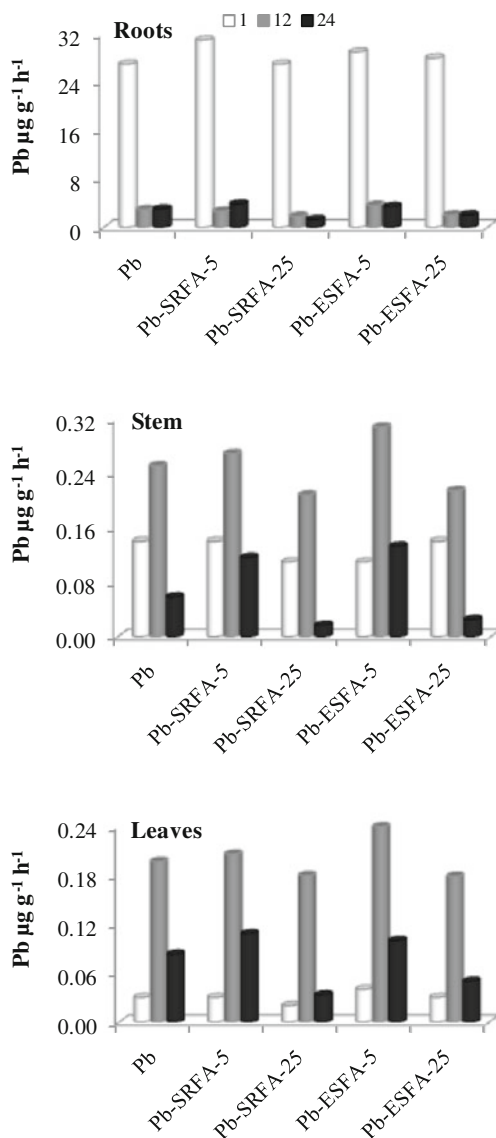 1 12 24
Roots
Pb µg g-1 h-1
32
24
16
8
0
Pb
Pb-SRFA-5
Pb-SRFA-25
Pb-ESFA-5
Pb-ESFA-25
Stem
Pb µg g-1 h-1
0.32
0.24
0.16
0.08
0.00
Pb
Pb-SRFA-5
Pb-SRFA-25
Pb-ESFA-5
Pb-ESFA-25
Leaves
Pb µg g-1 h-1
0.24
0.18
0.12
0.06
0.00
Pb
Pb-SRFA-5
Pb-SRFA-25
Pb-ESFA-5
Pb-ESFA-25